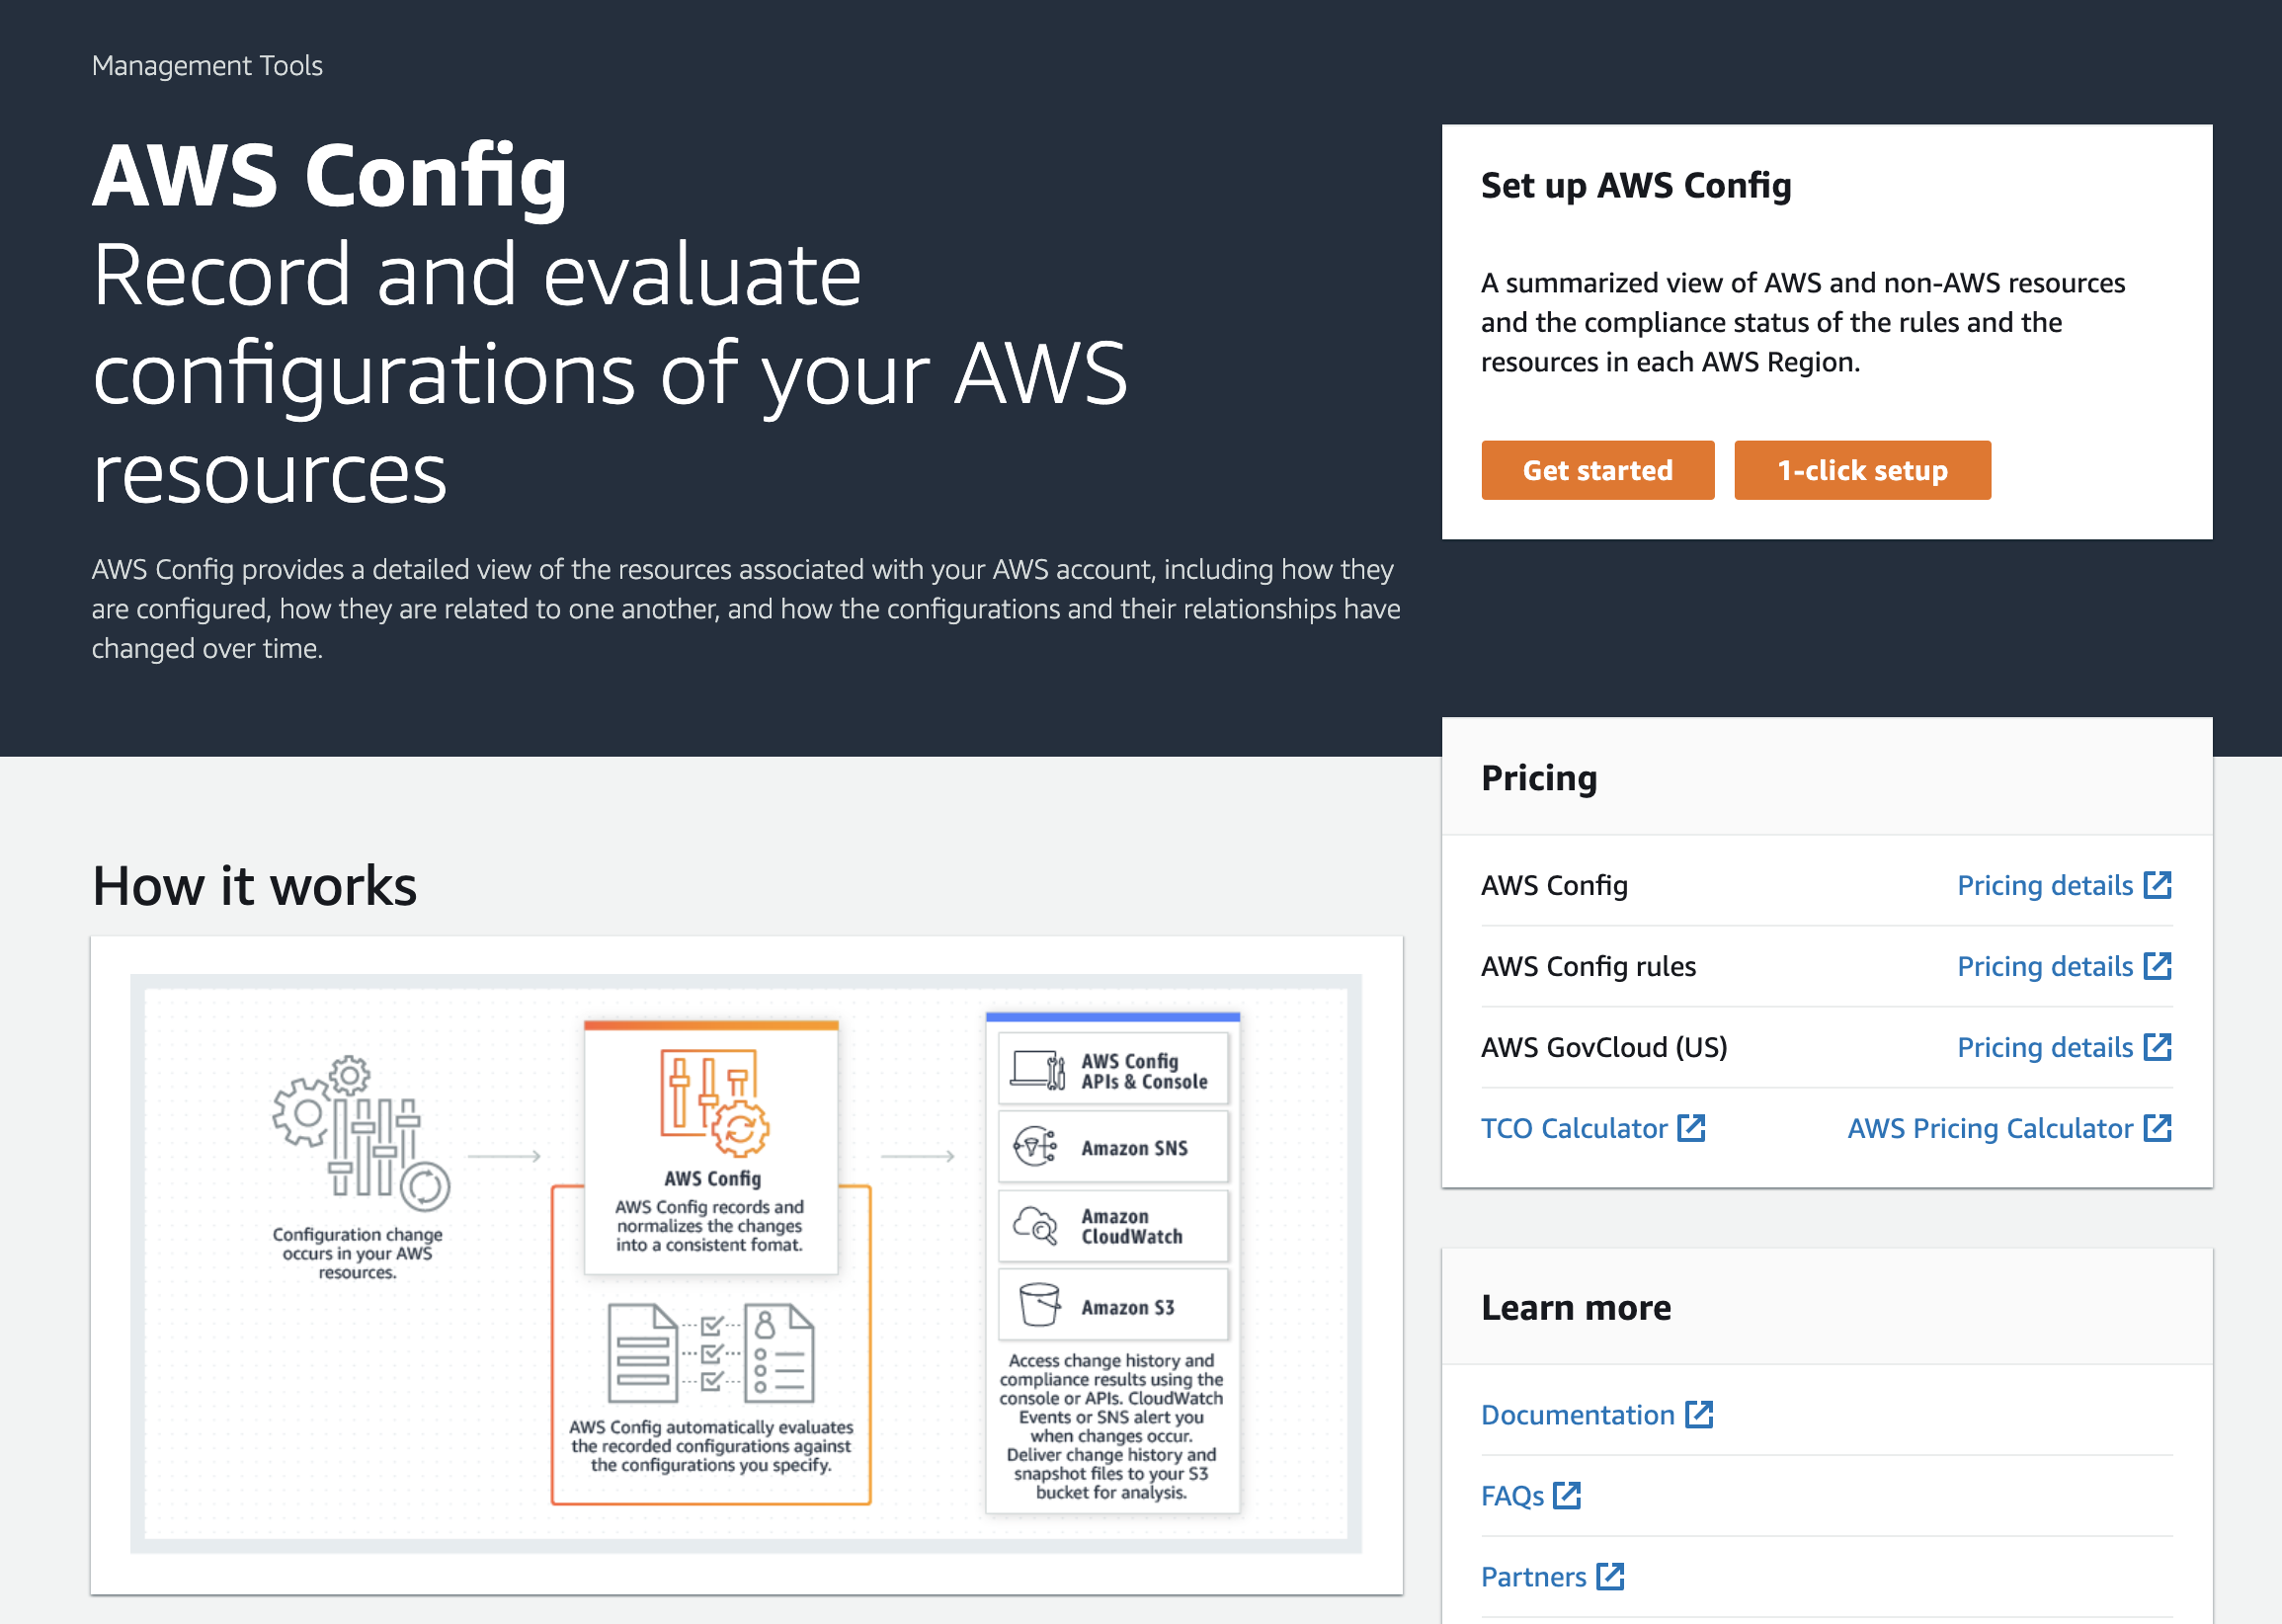 Management Tools
AWS Config
Record and evaluate
configurations of your AWS
resources
AWS Config provides a detailed view of the resources associated with your AWS account, including how they
are configured, how they are related to one another, and how the configurations and their relationships have
changed over time.
Set up AWS Config
A summarized view of AWS and non-AWS resources
and the compliance status of the rules and the
resources in each AWS Region.
Get started
1-click setup
How it works
Configuration change
occurs in your AWS
resources.
AWS Config
AWS Config records and
normalizes the changes
into a consistent fomat.
AWS Config automatically evaluates
the recorded configurations against
the configurations you specify.
AWS Config
APIs & Console
Amazon SNS
Amazon
CloudWatch
Amazon S3
Access change history and
compliance results using the
console or APIs. CloudWatch
Events or SNS alert you
when changes occur.
Deliver change history and
snapshot files to your S3
bucket for analysis.
Pricing
AWS Config Pricing details
AWS Config rules Pricing details
AWS GovCloud (US) Pricing details
TCO Calculator AWS Pricing Calculator
Learn more
Documentation
FAQs
Partners